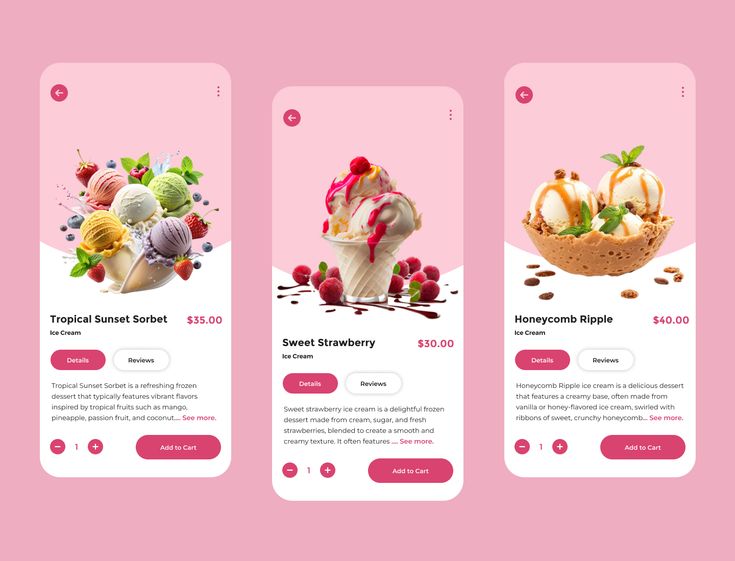 Tropical Sunset Sorbet
$35.00
Ice Cream
Details
Reviews
Tropical Sunset Sorbet is a refreshing frozen
dessert that typically features vibrant flavors
inspired by tropical fruits such as mango,
pineapple, passion fruit, and coconut.... See more.
1
Add to Cart
Sweet Strawberry
$30.00
Ice Cream
Details
Reviews
Sweet strawberry ice cream is a delightful frozen
dessert made from cream, sugar, and fresh
strawberries, blended to create a smooth and
creamy texture. It often features .... See more.
1
Add to Cart
Honeycomb Ripple
$40.00
Ice Cream
Details
Reviews
Honeycomb Ripple ice cream is a delicious dessert
that features a creamy base, often made from
vanilla or honey-flavored ice cream, swirled with
ribbons of sweet, crunchy honeycomb... See more.
1
Add to Cart